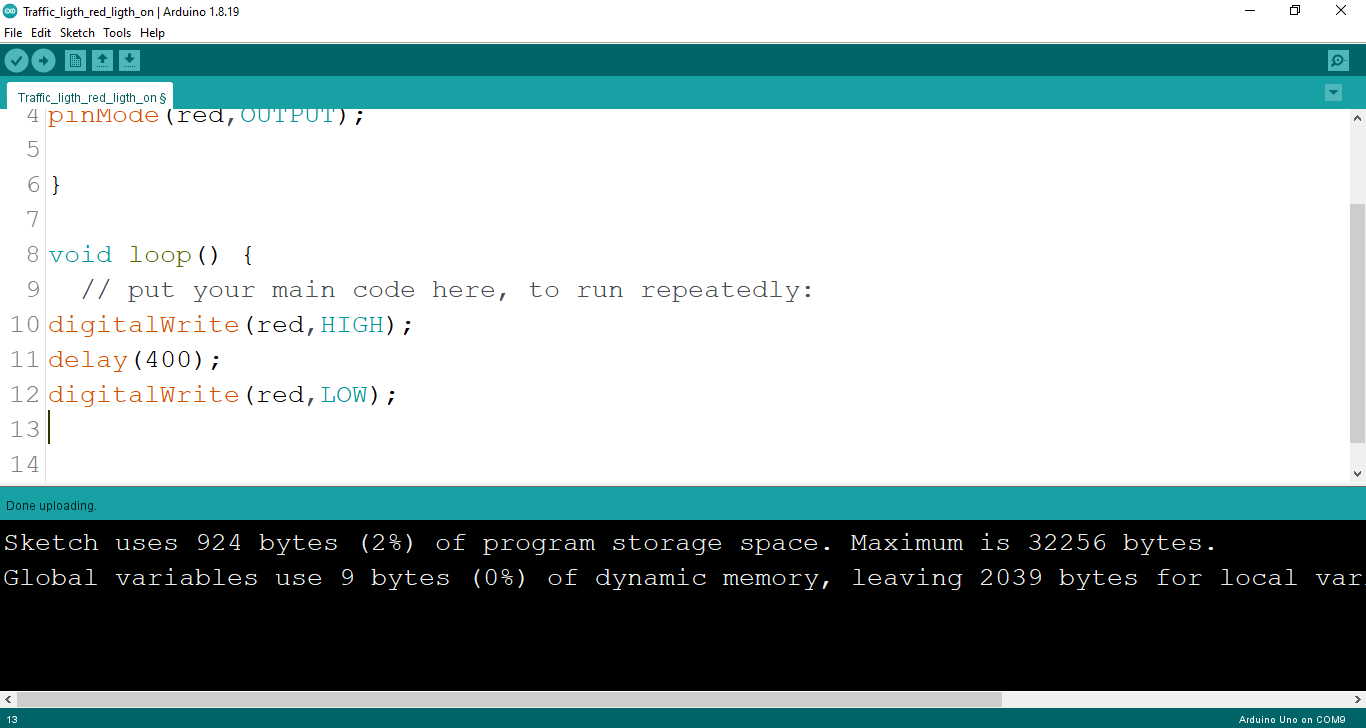 Traffic_ligth_red_ligth_on | Arduino 1.8.19
File Edit Sketch Tools Help
Traffic_ligth_red_ligth_on §
4 pinMode(red,OUTPUT);
5
6 }
7
8 void loop() {
9 // put your main code here, to run repeatedly:
10 digitalWrite(red,HIGH);
11 delay(400);
12 digitalWrite(red,LOW);
13
14
Done uploading.
Sketch uses 924 bytes (2%) of program storage space. Maximum is 32256 bytes.
Global variables use 9 bytes (0%) of dynamic memory, leaving 2039 bytes for local var
13 Arduino Uno on COM9